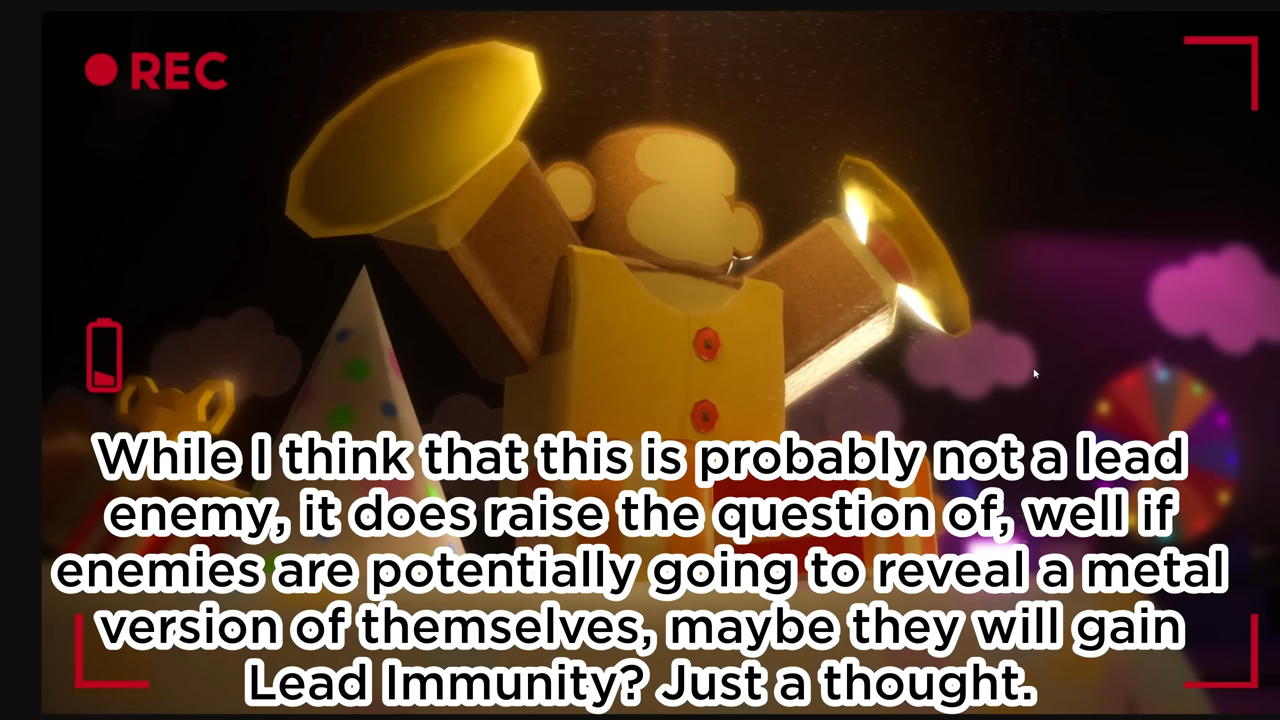 REC
While I think that this is probably not a lead
enemy, it does raise the question of, well if
enemies are potentially going to reveal a metal
version of themselves, maybe they will gain
Lead Immunity? Just a thought.